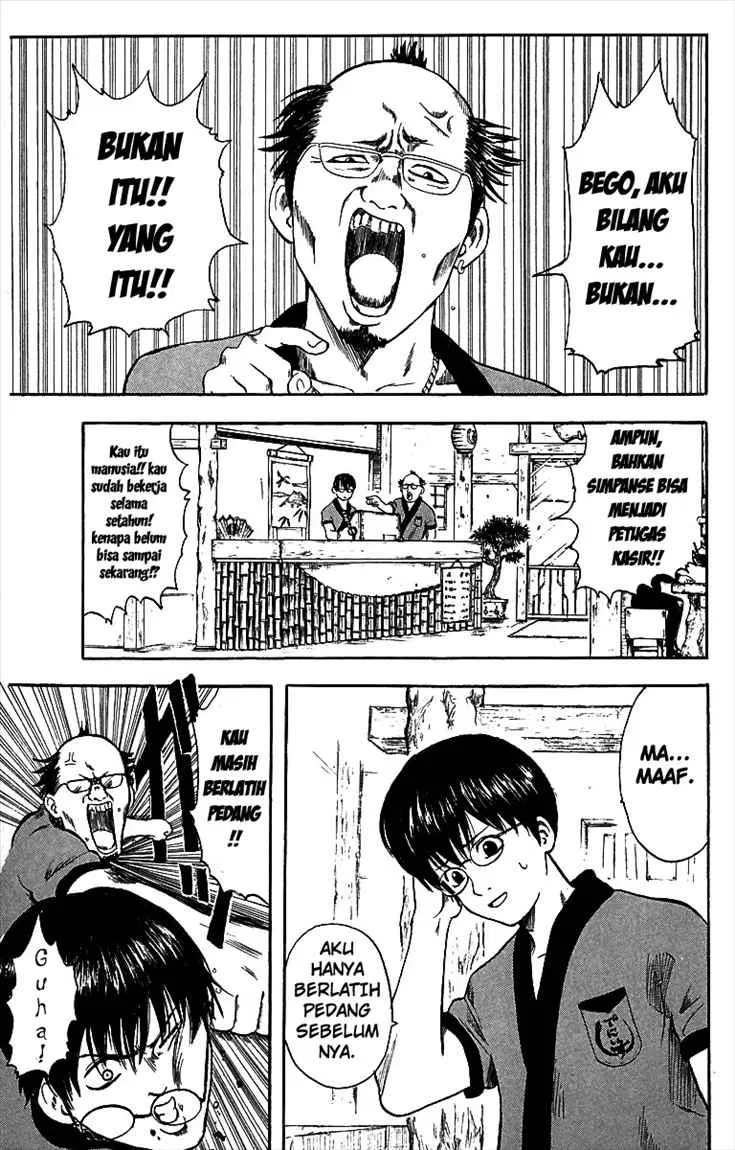 BEGO, AKU
BILANG
KAU...
BUKAN...
BUKAN
ITU!!
YANG
ITU!!
AMPUN,
BAHKAN
SIMPANSE BISA
MENJADI
PETUGAS
KASIR!!
Kau itu
manusia!! kau
sudah bekerja
selama
setahun!
kenapa belum
bisa sampai
sekarang!?
MA...
MAAF.
AKU
HANYA
BERLATIH
PEDANG
SEBELUM
NYA.
KAU
MASIH
BERLATIH
PEDANG
!!
Guha!